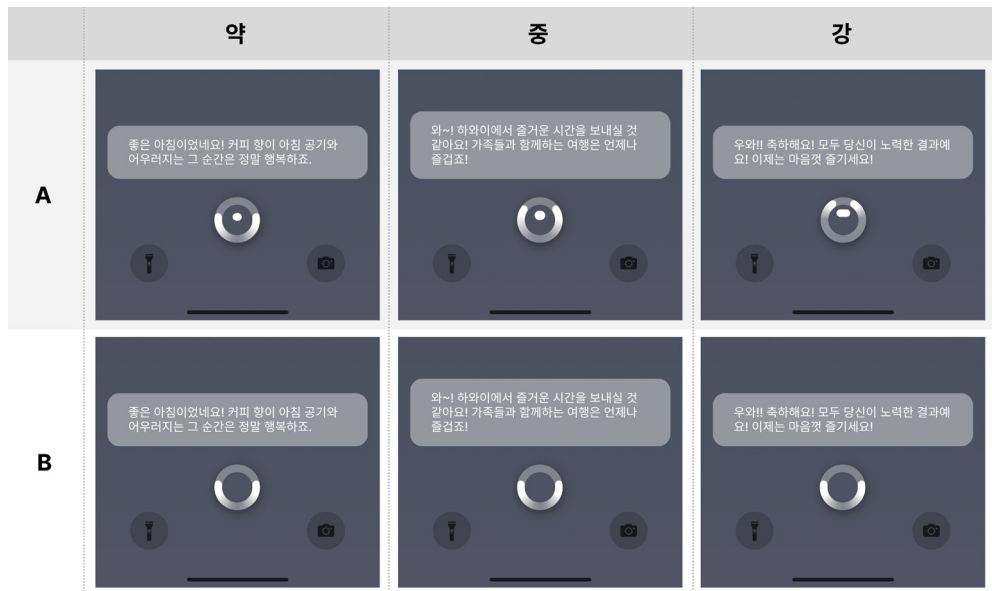 약 중 강
A
좋은 아침이었네요! 커피 향이 아침 공기와
어우러지는 그 순간은 정말 행복하죠.
와~! 하와이에서 즐거운 시간을 보내실 것
같아요! 가족들과 함께하는 여행은 언제나
즐겁죠!
우와!! 축하해요! 모두 당신이 노력한 결과예
요! 이제는 마음껏 즐기세요!
B
좋은 아침이었네요! 커피 향이 아침 공기와
어우러지는 그 순간은 정말 행복하죠.
와~! 하와이에서 즐거운 시간을 보내실 것
같아요! 가족들과 함께하는 여행은 언제나
즐겁죠!
우와!! 축하해요! 모두 당신이 노력한 결과예
요! 이제는 마음껏 즐기세요!